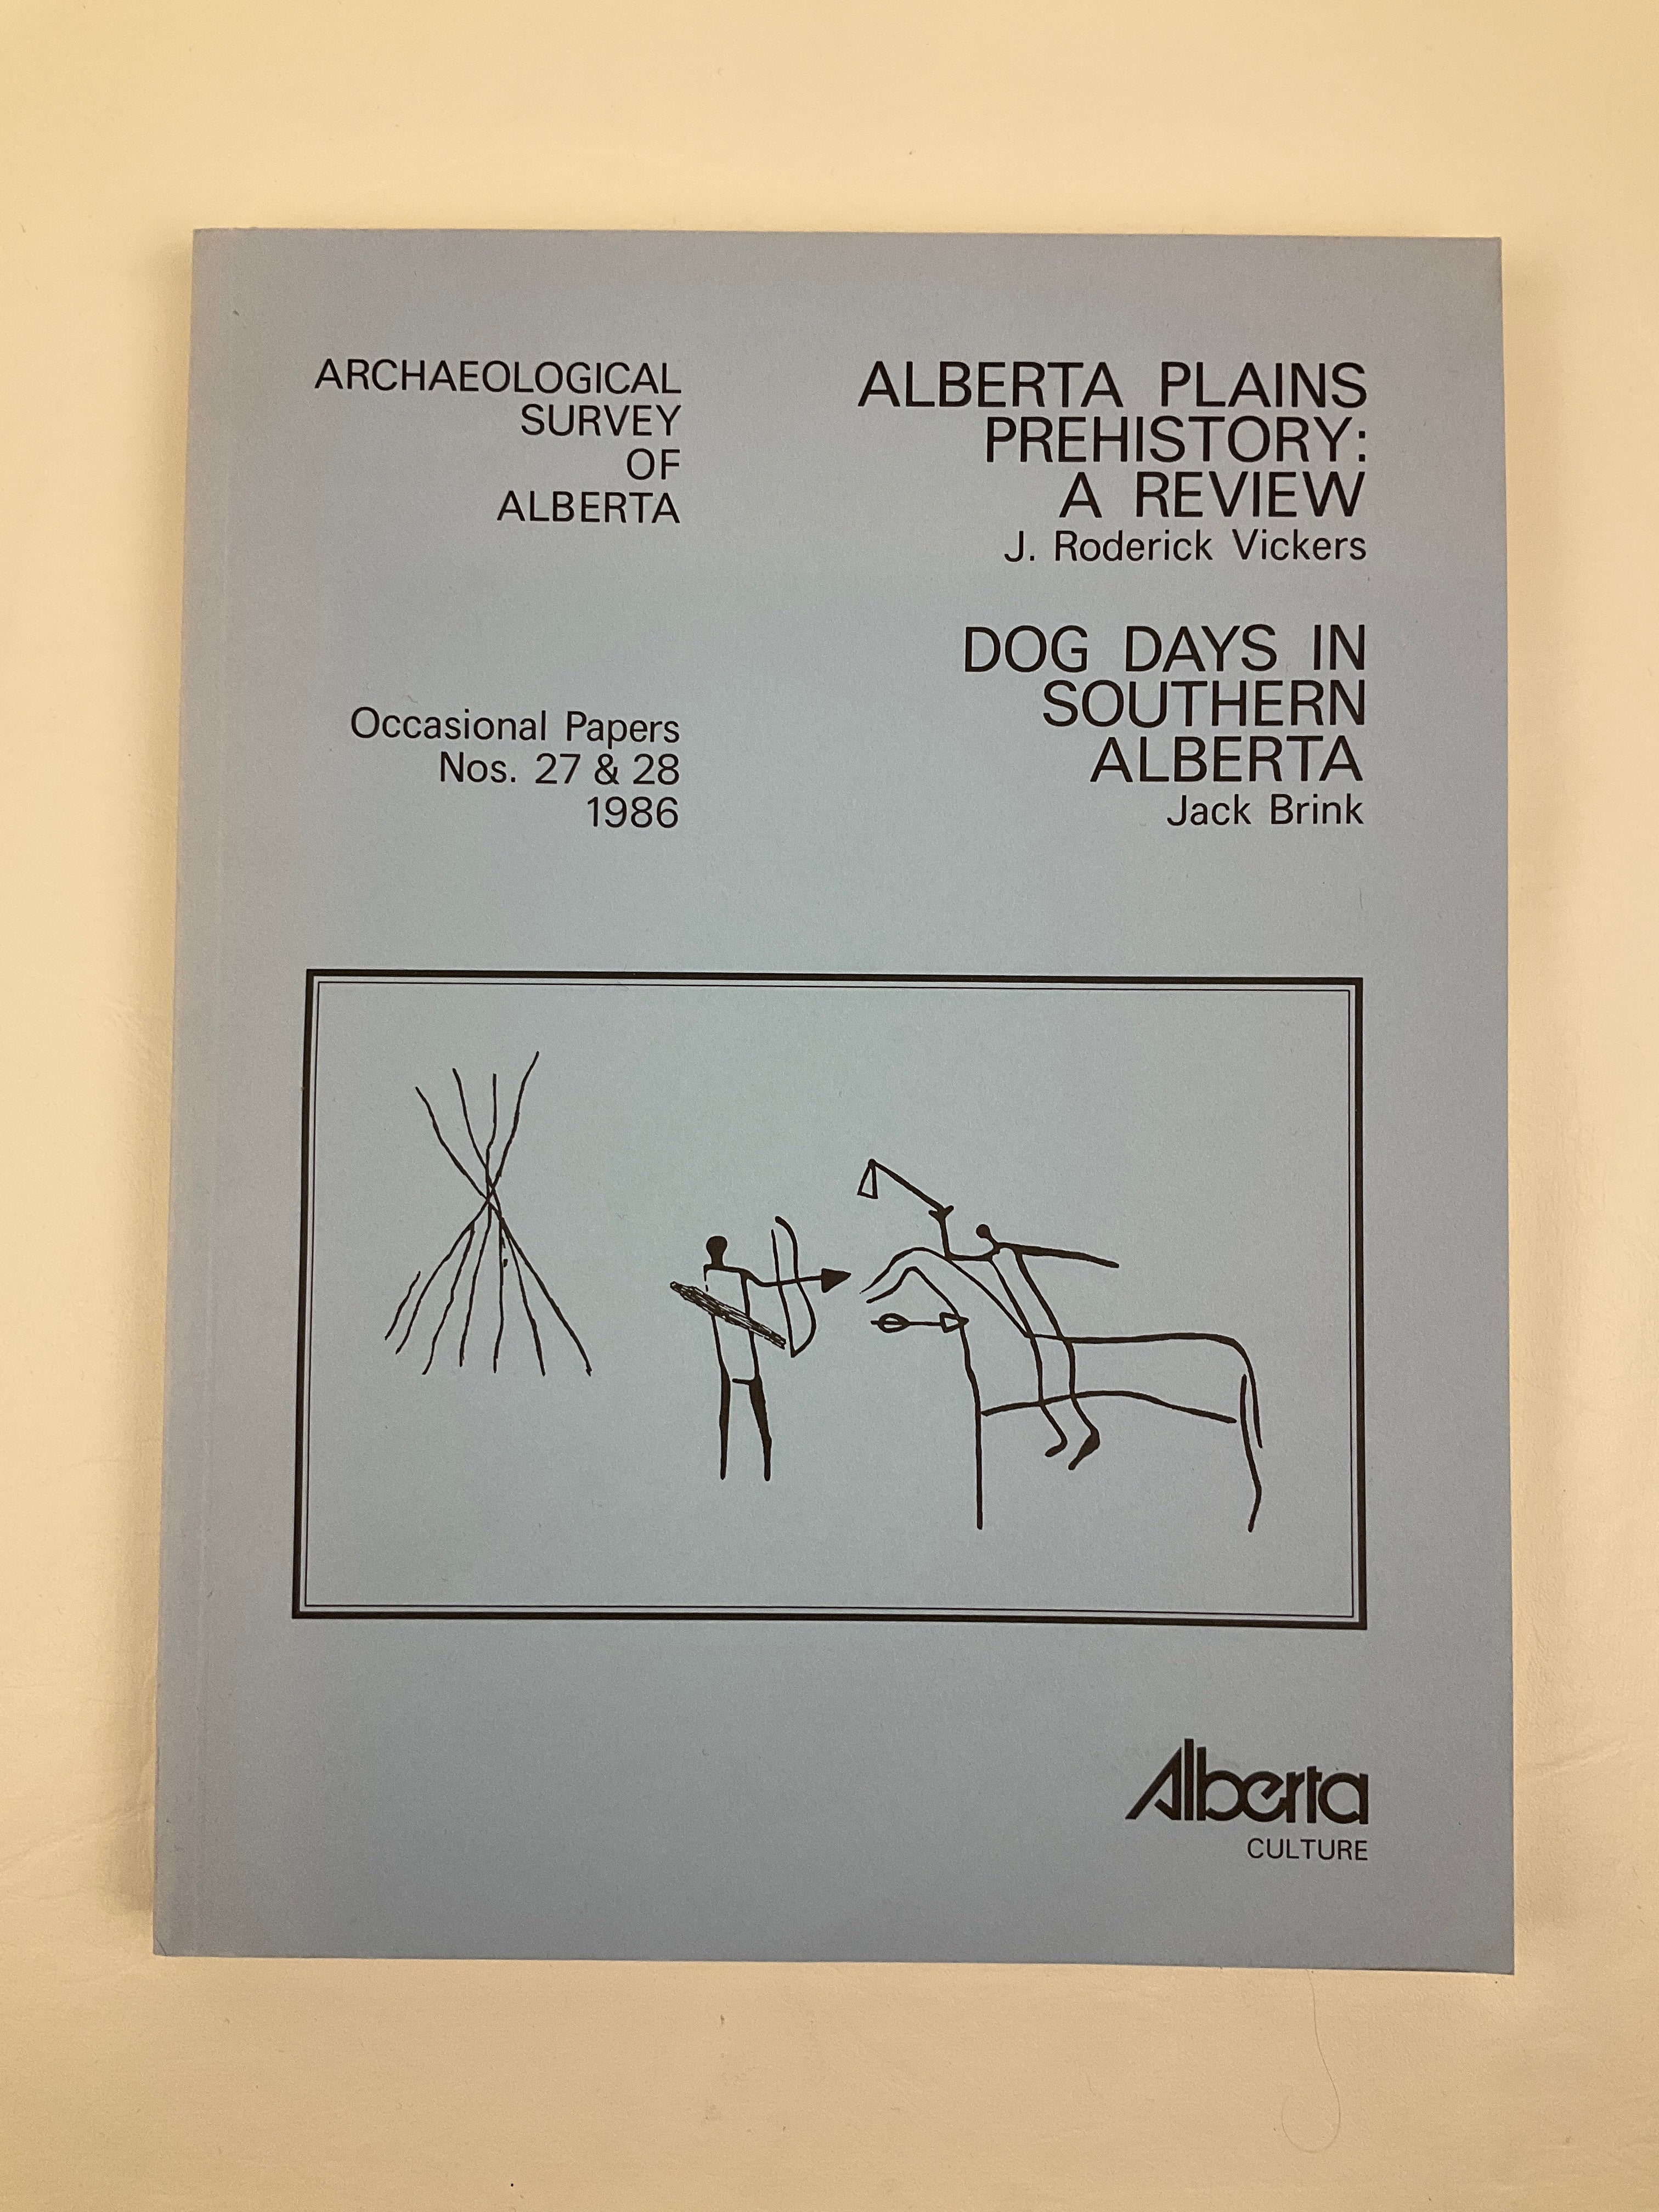 ARCHAEOLOGICAL
SURVEY
OF
ALBERTA
Occasional Papers
Nos. 27 & 28
1986
ALBERTA PLAINS
PREHISTORY:
A REVIEW
J. Roderick Vickers
DOG DAYS IN
SOUTHERN
ALBERTA
Jack Brink
Alberta
CULTURE